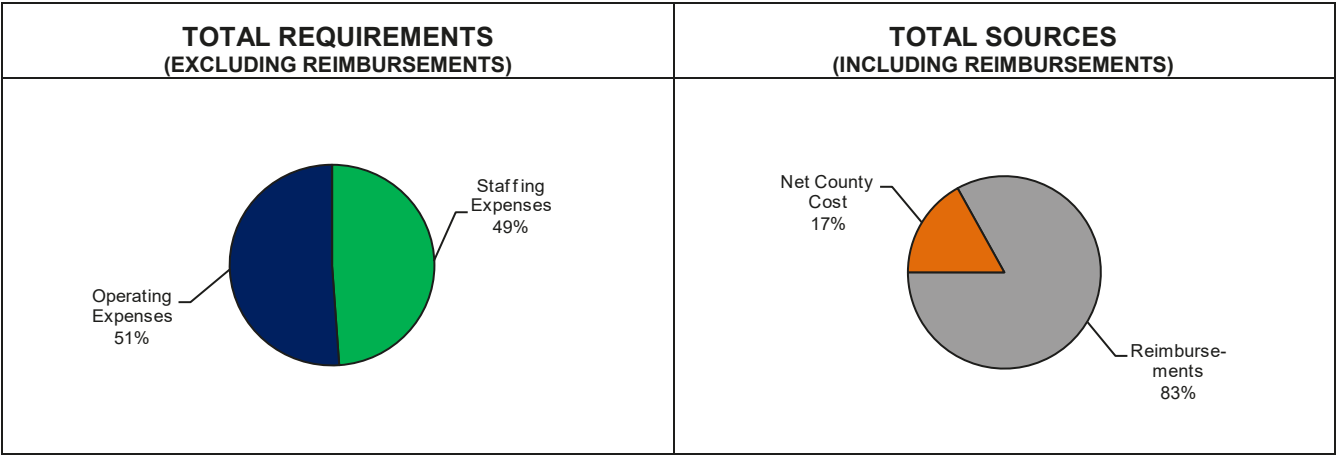 TOTAL REQUIREMENTS
(EXCLUDING REIMBURSEMENTS)
TOTAL SOURCES
(INCLUDING REIMBURSEMENTS)
Staffing
Expenses
49%
Operating
Expenses
51%
Net County
Cost
17%
Reimburse-
ments
83%